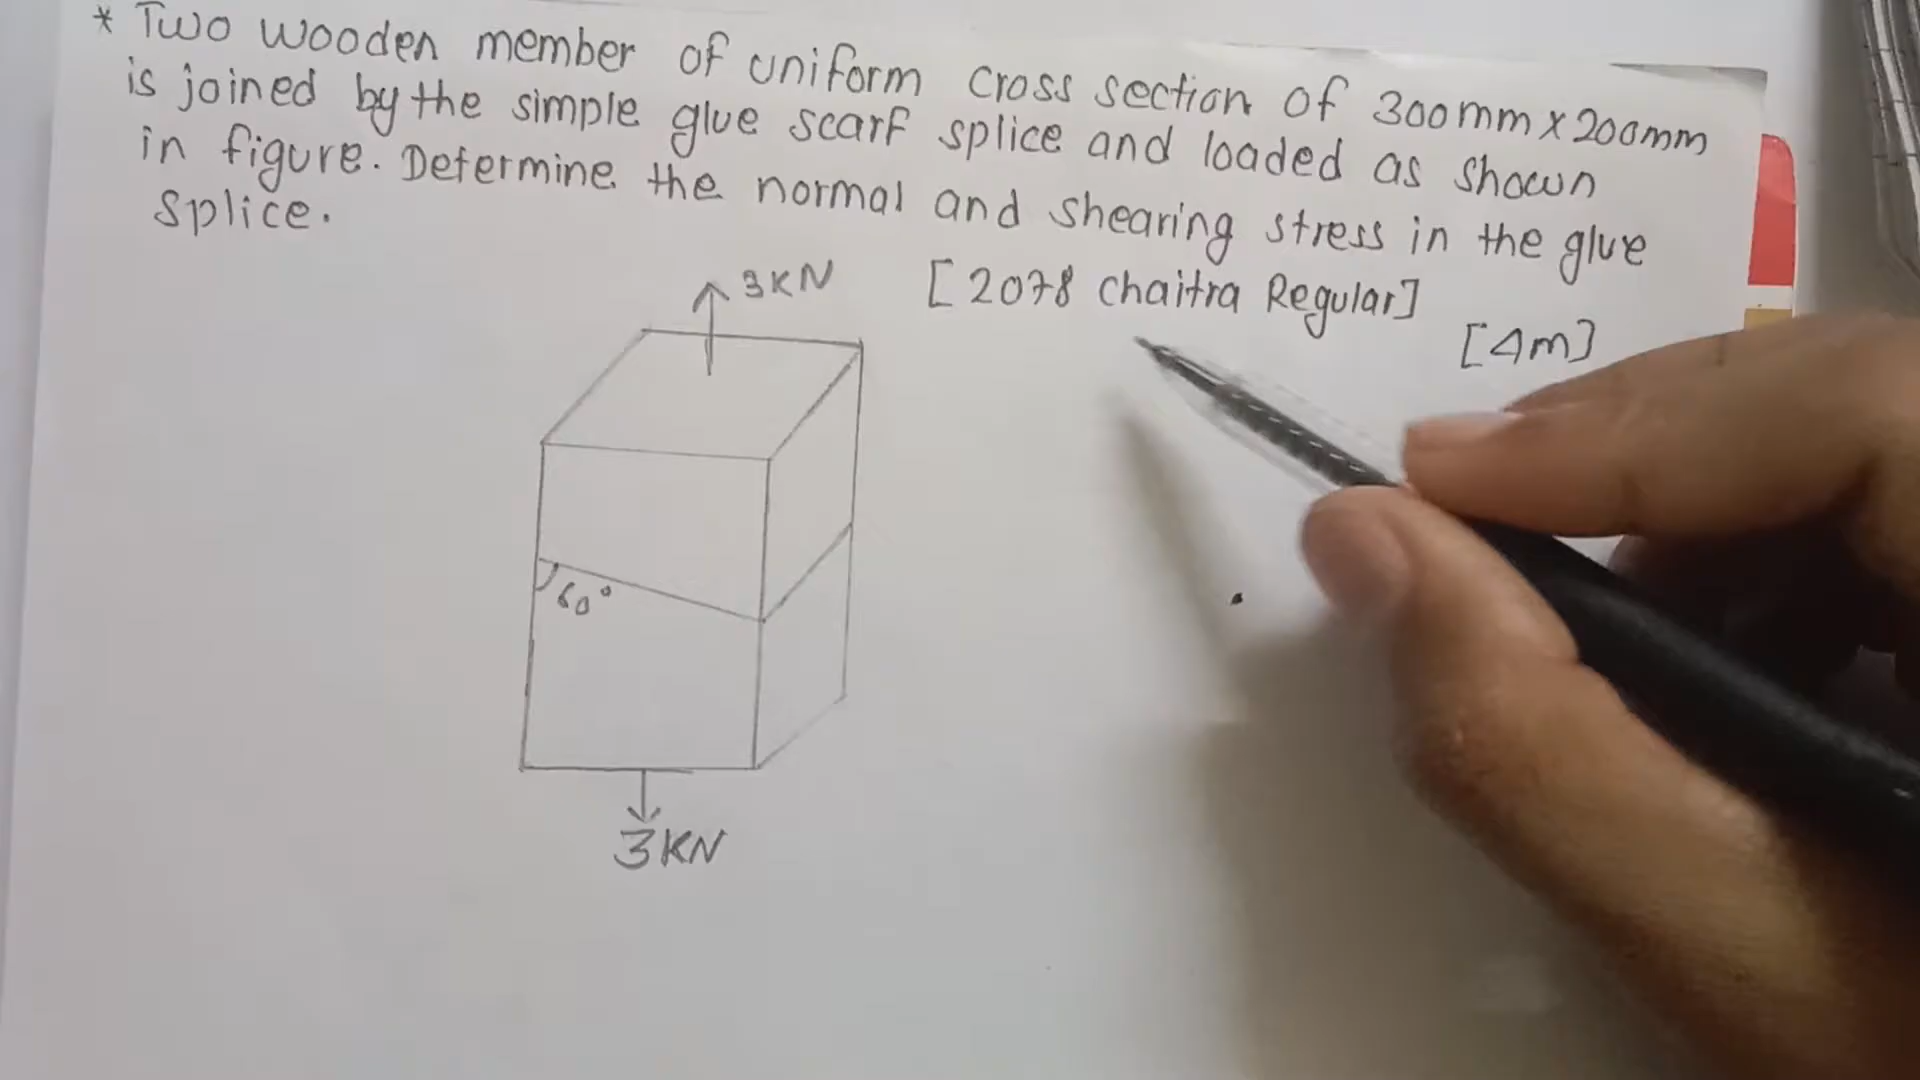 * Two wooden member of uniform cross section of 300mm x 200mm
is joined by the simple glue scarf splice and loaded as shown
in figure. Determine the normal and shearing stress in the glue
splice.
[2078 Chaitra Regular]
[4m]
3KN
60°
3KN